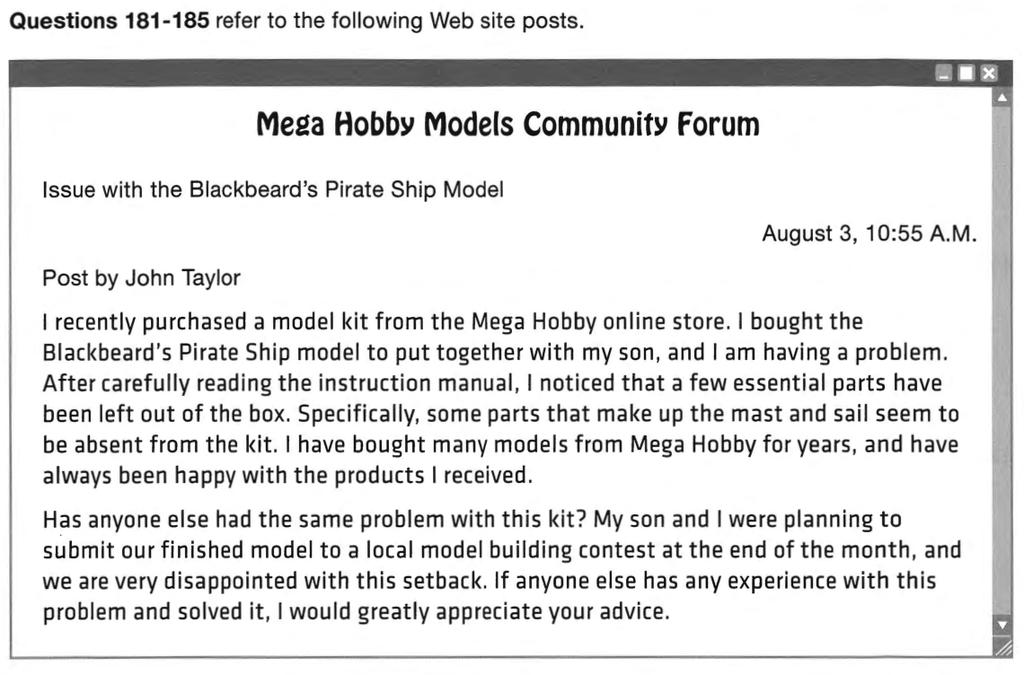 Questions 181-185 refer to the following Web site posts.
Mega Hobby Models Community Forum
Issue with the Blackbeard's Pirate Ship Model
August 3, 10:55 A.M.
Post by John Taylor
I recently purchased a model kit from the Mega Hobby online store. I bought the
Blackbeard's Pirate Ship model to put together with my son, and I am having a problem.
After carefully reading the instruction manual, I noticed that a few essential parts have
been left out of the box. Specifically, some parts that make up the mast and sail seem to
be absent from the kit. I have bought many models from Mega Hobby for years, and have
always been happy with the products I received.
Has anyone else had the same problem with this kit? My son and I were planning to
submit our finished model to a local model building contest at the end of the month, and
we are very disappointed with this setback. If anyone else has any experience with this
problem and solved it, I would greatly appreciate your advice.